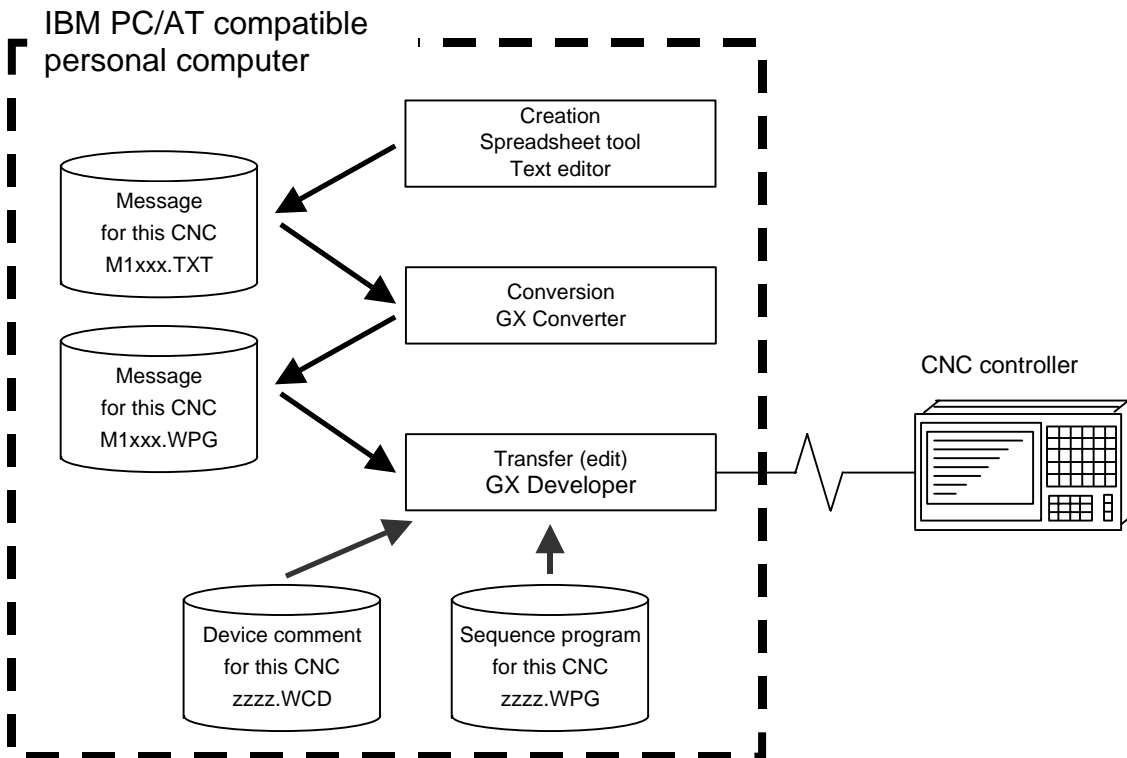 IBM PC/AT compatible
personal computer
Creation
Spreadsheet tool
Text editor
Message
for this CNC
M1xxx.TXT
Conversion
GX Converter
Message
for this CNC
M1xxx.WPG
CNC controller
Transfer (edit)
GX Developer
Device comment
for this CNC
zzzz.WCD
Sequence program
for this CNC
zzzz.WPG